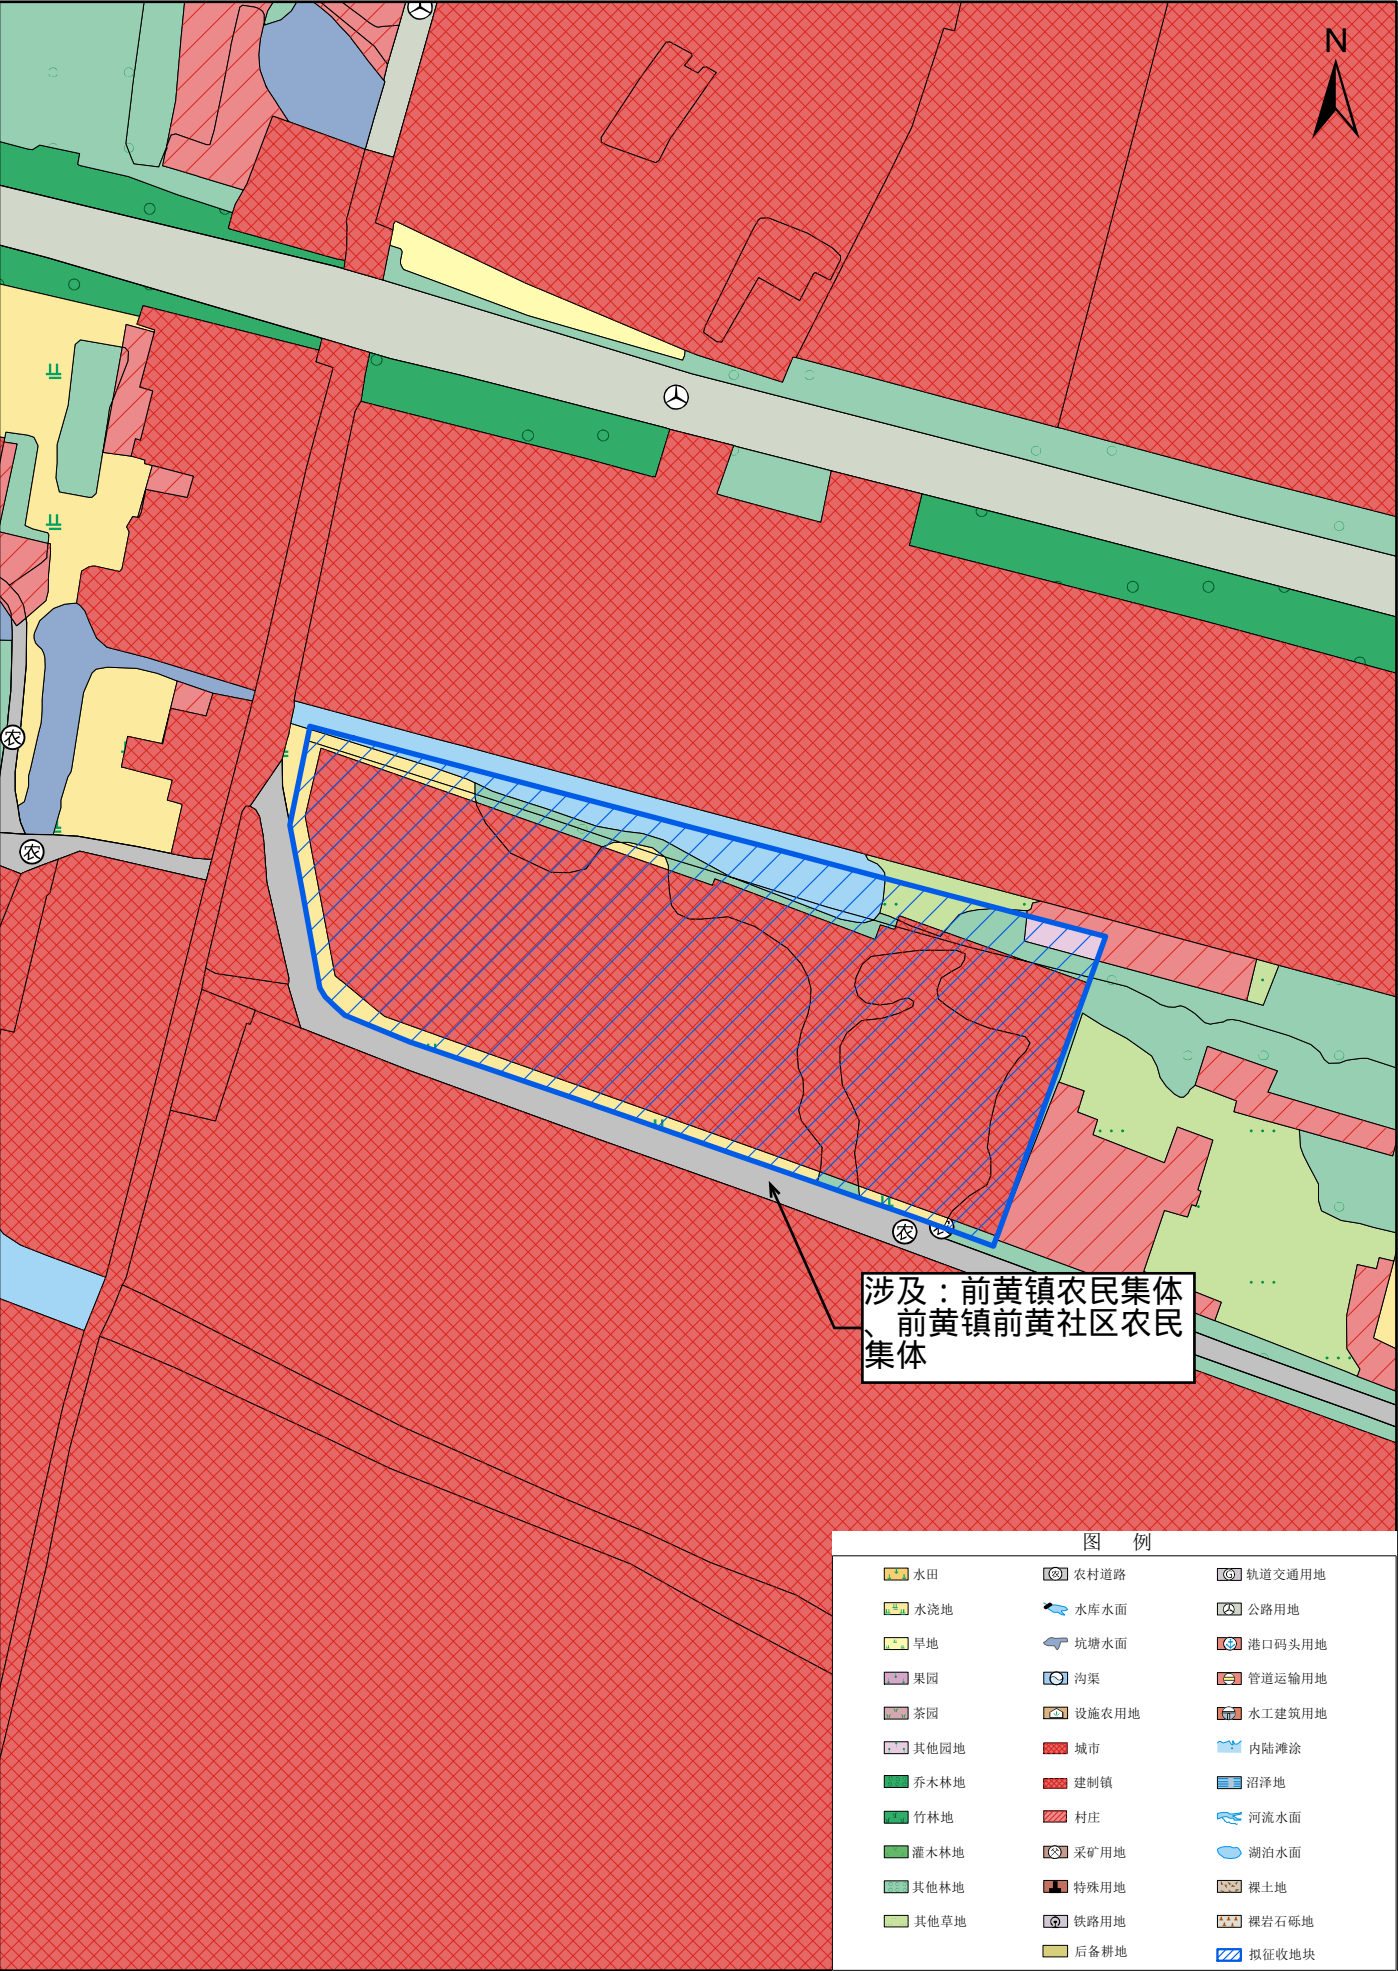 N
农
农
农
农
涉及：前黄镇农民集体
、前黄镇前黄社区农民
集体
图 例
水田 农村道路 轨道交通用地
水浇地 水库水面 公路用地
旱地 坑塘水面 港口码头用地
果园 沟渠 管道运输用地
茶园 设施农用地 水工建筑用地
其他园地 城市 内陆滩涂
乔木林地 建制镇 沼泽地
竹林地 村庄 河流水面
灌木林地 采矿用地 湖泊水面
其他林地 特殊用地 裸土地
其他草地 铁路用地 裸岩石砾地
后备耕地 拟征收地块